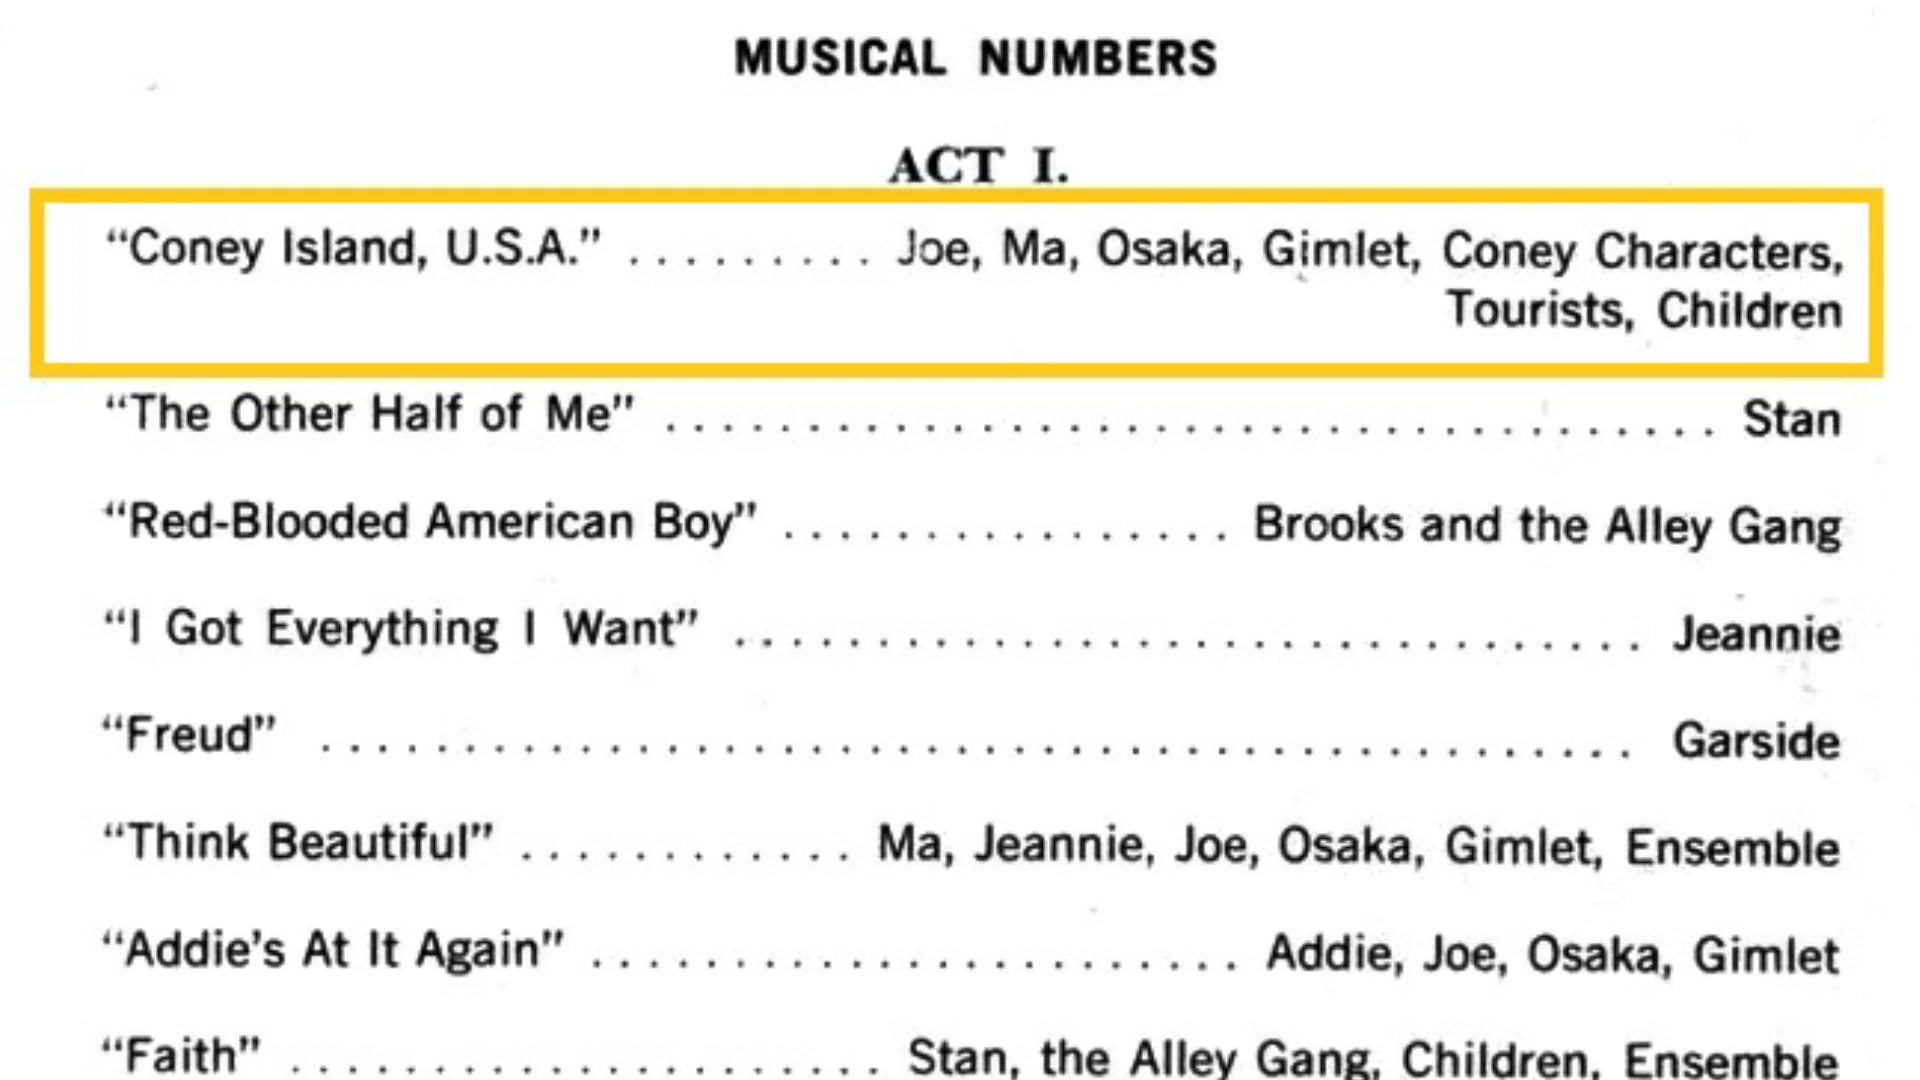 MUSICAL NUMBERS
ACT I.
“Coney Island, U.S.A.” ......... Joe, Ma, Osaka, Gimlet, Coney Characters,
Tourists, Children
“The Other Half of Me” ..................................... Stan
“Red-Blooded American Boy” ................ Brooks and the Alley Gang
“I Got Everything I Want” ................................ Jeannie
“Freud” .............................................. Garside
“Think Beautiful” ............ Ma, Jeannie, Joe, Osaka, Gimlet, Ensemble
“Addie’s At It Again” ....................... Addie, Joe, Osaka, Gimlet
“Faith” ..................... Stan, the Alley Gang, Children, Ensemble